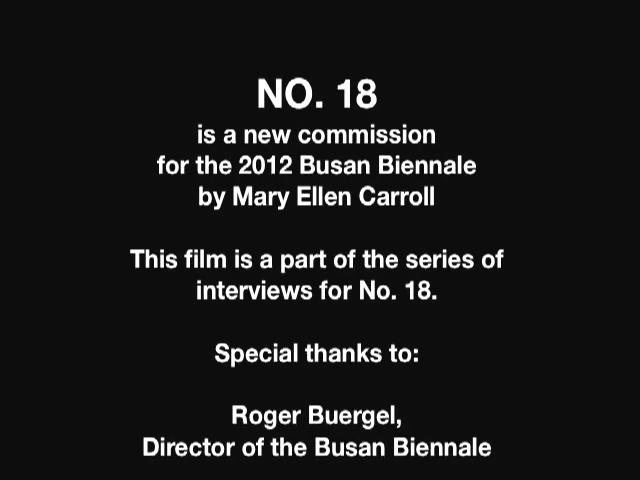 NO. 18
is a new commission
for the 2012 Busan Biennale
by Mary Ellen Carroll
This film is a part of the series of
interviews for No. 18.
Special thanks to:
Roger Buergel,
Director of the Busan Biennale